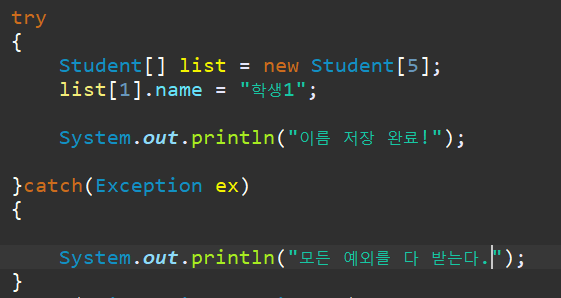 try
{
Student[] list = new Student[5];
list[1].name = "학생1";
System.out.println("이름 저장 완료!");
}catch(Exception ex)
{
System.out.println("모든 예외를 다 받는다.");
}